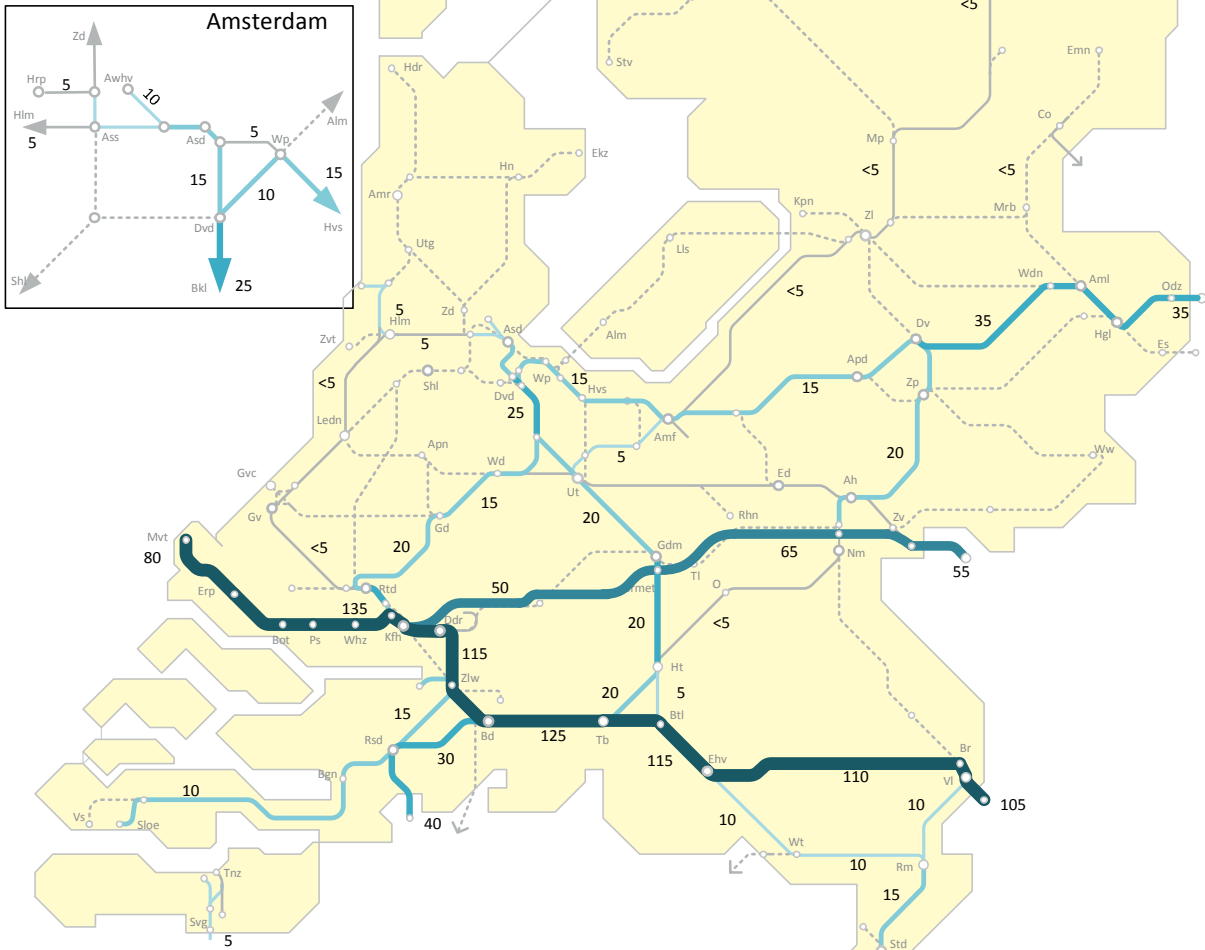 Amsterdam
Zd
Hrp
5
Awhv
10
Hlm
5
Ass
Asd
5
Wp
Alm
15
15
10
Dvd
Hvs
Shl
Bkl
25
<5
Stv
Emn
Hdr
Co
Mp
Hn
Ekz
<5
<5
Amr
Kpn
Zl
Mrb
Utg
Lls
Wdn
Aml
Odz
<5
Zd
5
Hlm
Asd
Alm
Dv
35
Hgl
35
Zvt
5
Es
<5
Shl
Wp
15
Hvs
Apd
15
Zp
Dvd
25
Ledn
Amf
Apn
5
20
Ww
Gvc
Wd
Ut
Ed
Ah
Gv
15
Gd
20
Rhn
Zv
Mvt
20
<5
Gdm
65
Nm
80
Tl
55
Erp
Rtd
50
rmet
O
135
Ddr
20
<5
Bot
Ps
Whz
Kfh
115
Zlw
Ht
20
5
15
Btl
Rsd
Bd
125
Tb
30
115
Ehv
Br
Bgn
110
Vl
10
105
Vs
Sloe
40
10
10
Wt
10
Rm
Tnz
15
Svg
5
Std